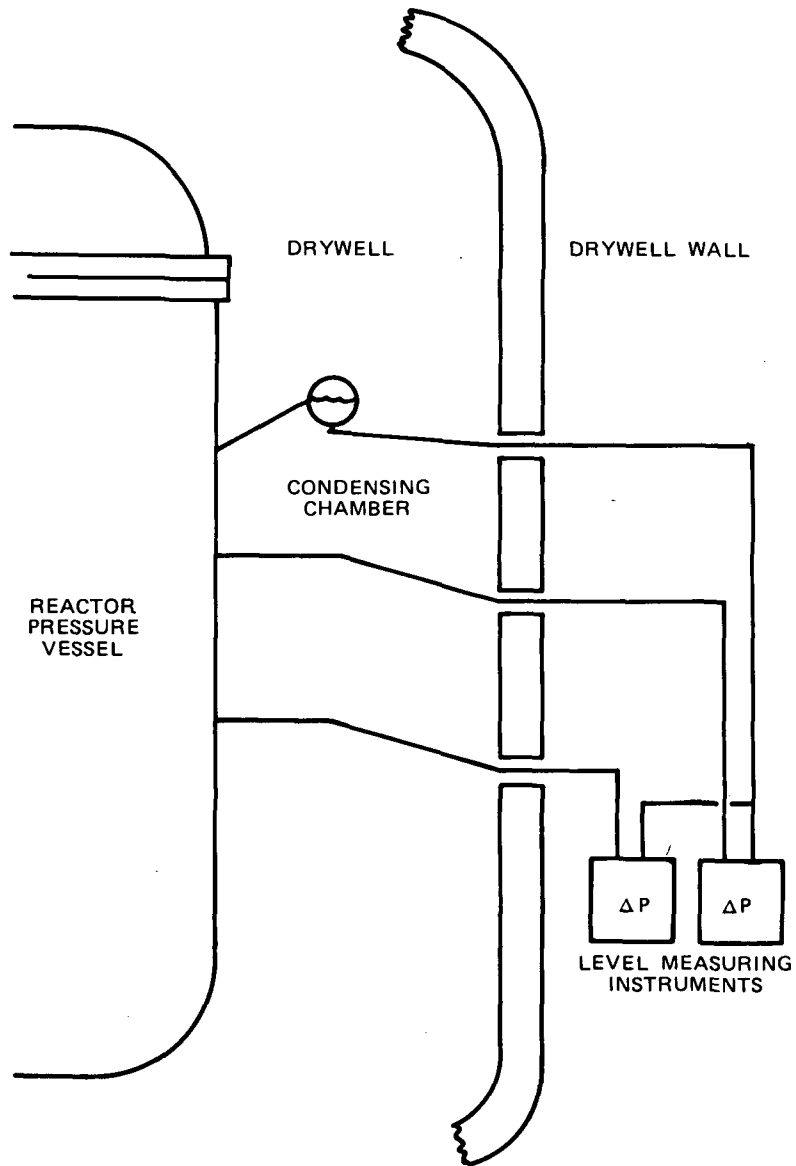 DRYWELL
DRYWELL WALL
CONDENSING
CHAMBER
REACTOR
PRESSURE
VESSEL
ΔP
ΔP
LEVEL MEASURING
INSTRUMENTS